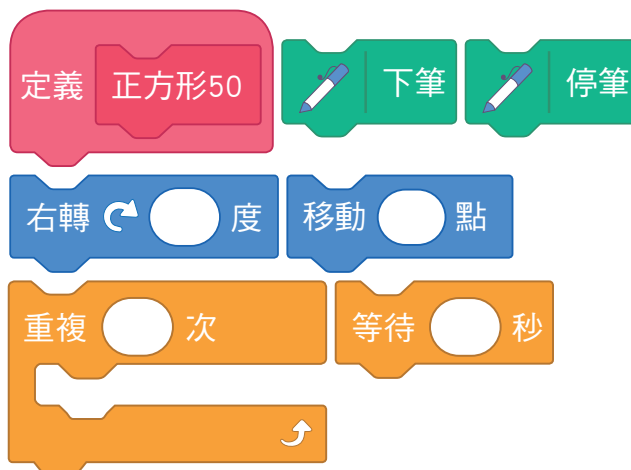 定義 正方形50 下筆 停筆
右轉 度 移動 點
重複 次 等待 秒